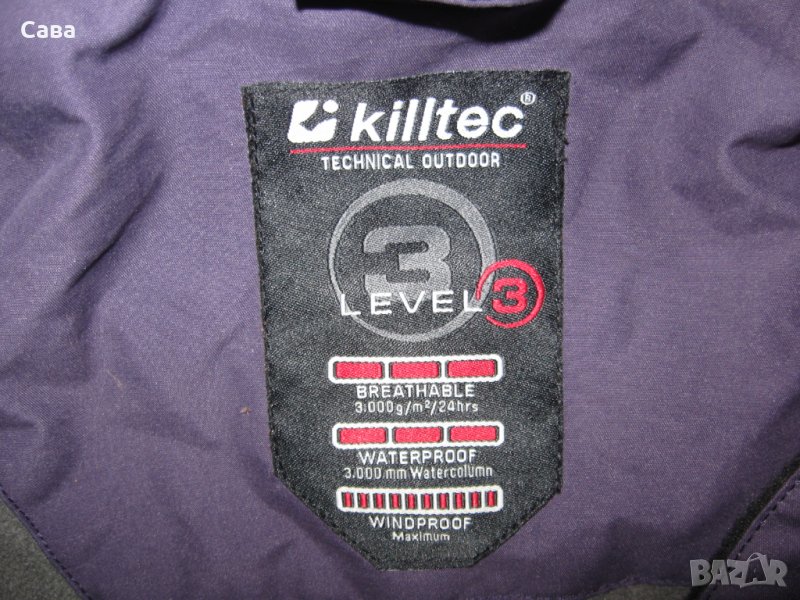 Сава
killtec®
TECHNICAL OUTDOOR
3
LEVEL 3
BREATHABLE
3.000g/m²/24hrs
WATERPROOF
3.000 mm Watercolumn
WINDPROOF
Maximum
BAZAR